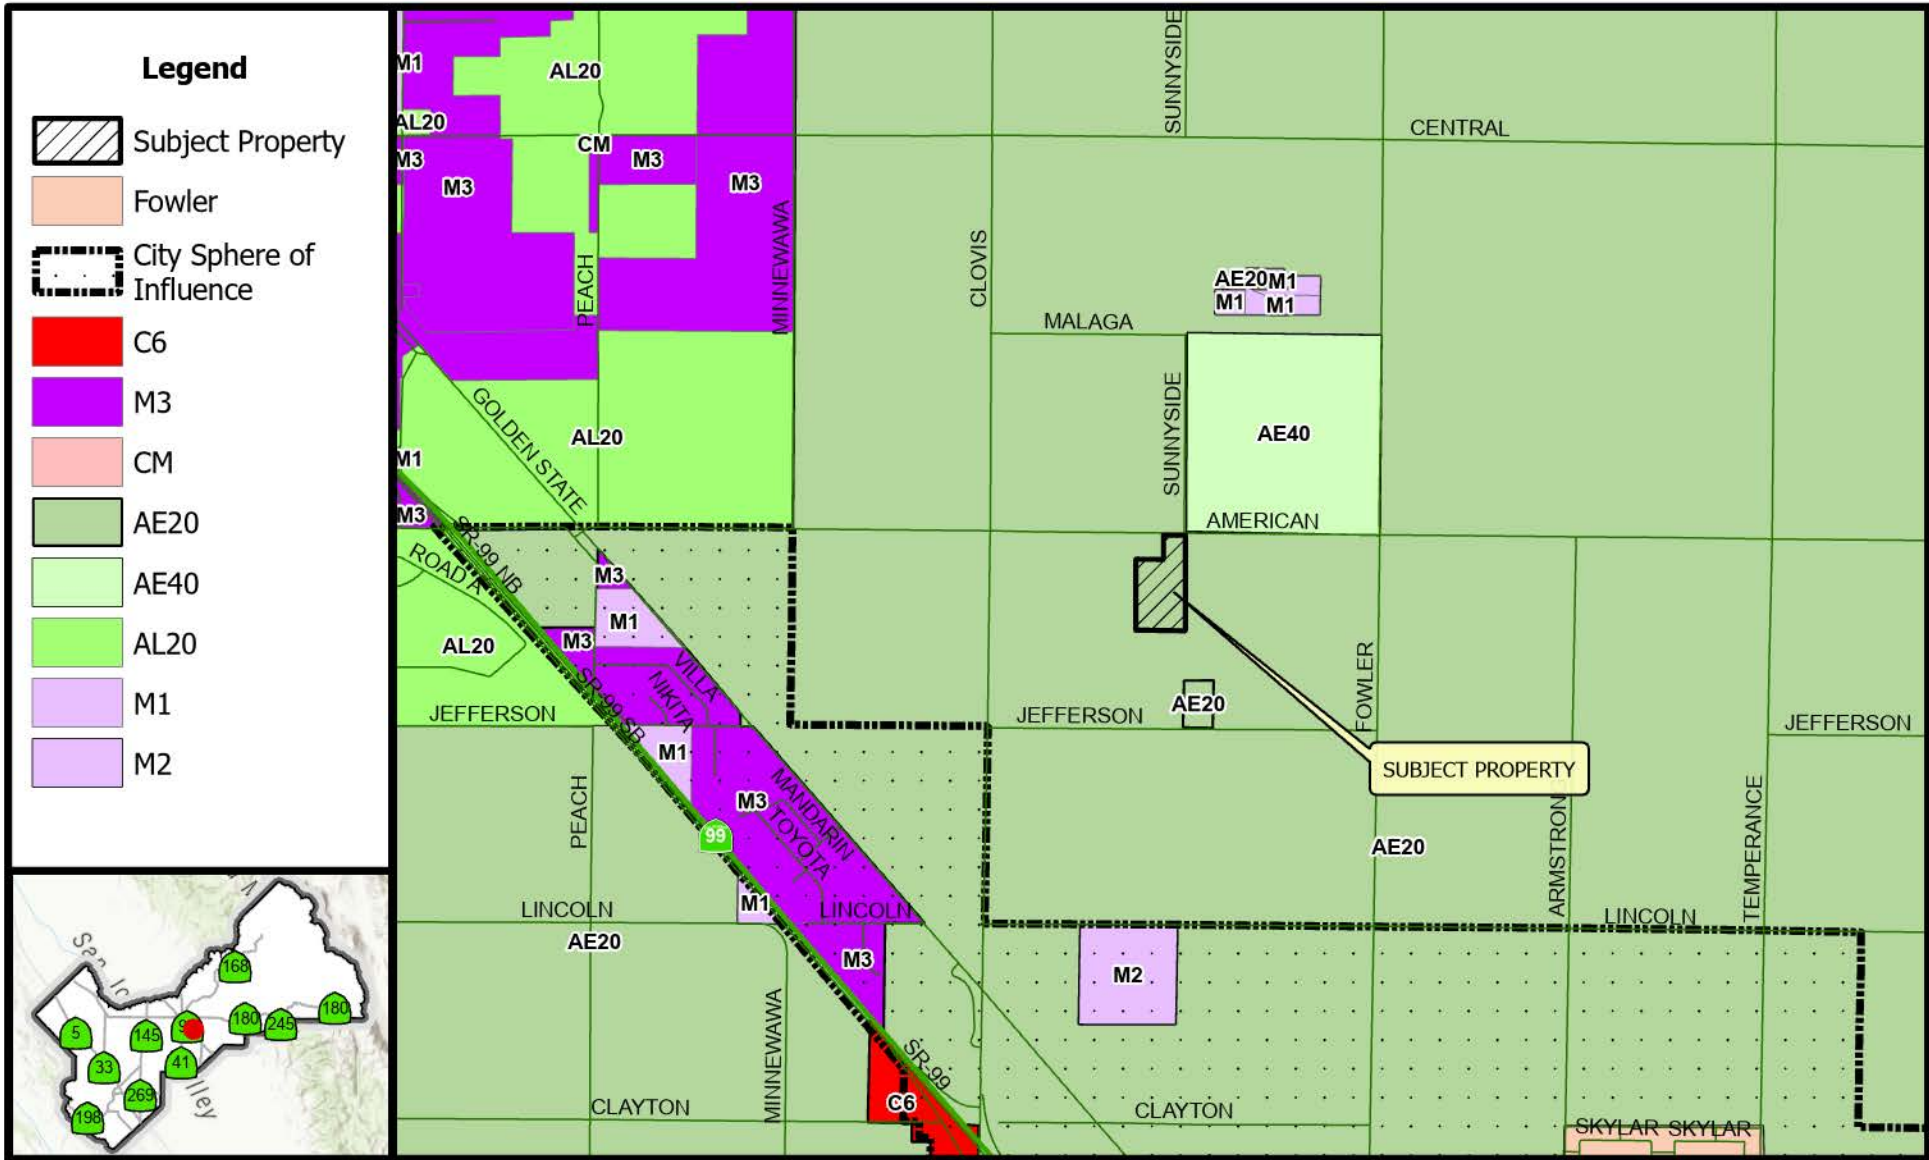 Legend
Subject Property
Fowler
City Sphere of
Influence
C6
M3
CM
AE20
AE40
AL20
M1
M2
168
180
180
245
5
145
33
41
269
198
M1
AL20
AL20
CM
M3
M3
M3
M3
SUNNYSIDE
CENTRAL
PEACH
MINNEWAWA
CLOVIS
AE20
M1
M1
M1
MALAGA
SUNNYSIDE
AE40
GOLDEN STATE
AL20
M1
M3
AMERICAN
SR-99 NB
ROAD A
M3
M1
M3
AL20
VILLA
NIKITA
SR-99 SB
JEFFERSON
JEFFERSON
AE20
FOWLER
JEFFERSON
SUBJECT PROPERTY
M1
PEACH
M3
MANDARIN
TOYOTA
99
AE20
ARMSTRON
TEMPERANCE
M1
LINCOLN
LINCOLN
LINCOLN
AE20
M3
M2
MINNEWAWA
SR-99
C6
CLAYTON
CLAYTON
SKYLAR
SKYLAR